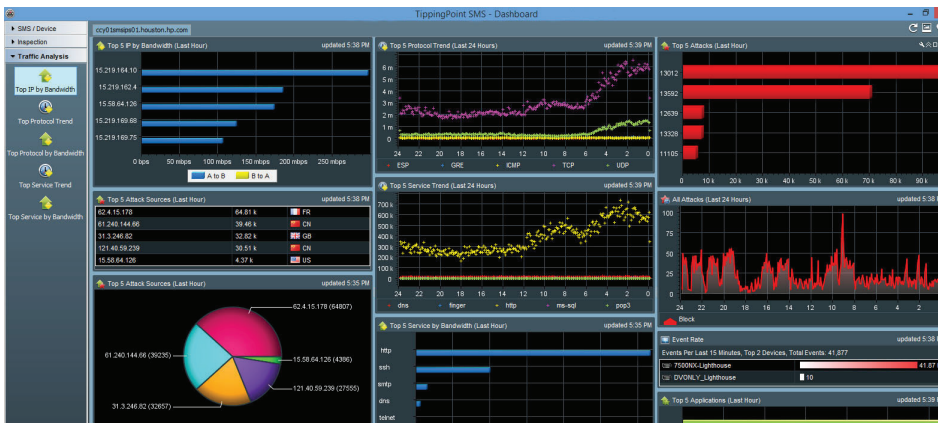 TippingPoint SMS - Dashboard
SMS / Device
Inspection
Traffic Analysis
Top IP by Bandwidth
Top Protocol Trend
Top Protocol by Bandwidth
Top Service Trend
Top Service by Bandwidth
ccy01smsips01.houston.hp.com
Top 5 IP by Bandwidth (Last Hour) updated 5:38 PM
15.219.164.10
15.219.162.4
15.58.64.126
15.219.169.68
15.219.169.75
0 bps 50 mbps 100 mbps 150 mbps 200 mbps 250 mbps
A to B B to A
Top 5 Attack Sources (Last Hour) updated 5:38 PM
62.4.15.178 64.81 k FR
61.240.144.66 39.46 k CN
31.3.246.82 32.82 k GB
121.40.59.239 30.51 k CN
15.58.64.126 4.37 k US
Top 5 Attack Sources (Last Hour) updated 5:35 PM
62.4.15.178 (64807)
61.240.144.66 (39235)
15.58.64.126 (4386)
121.40.59.239 (27555)
31.3.246.82 (32657)
Top 5 Protocol Trend (Last 24 Hours) updated 5:39 PM
6 m
5 m
4 m
3 m
2 m
1 m
0
24 22 20 18 16 14 12 10 8 6 4 2 0
ESP GRE ICMP TCP UDP
Top 5 Service Trend (Last 24 Hours) updated 5:39 PM
700 k
600 k
500 k
400 k
300 k
200 k
100 k
0
24 22 20 18 16 14 12 10 8 6 4 2 0
dns finger http ms-sql pop3
Top 5 Service by Bandwidth (Last Hour) updated 5:35 PM
http
ssh
smtp
dns
telnet
Top 5 Attacks (Last Hour)
13012
13592
12639
13328
11105
0 10 k 20 k 30 k 40 k 50 k 60 k 70 k 80 k 90 k
All Attacks (Last 24 Hours) updated 5:38
100
75
50
25
0
24 22 20 18 16 14 12 10 8 6 4 2
Block
Event Rate updated 5:38
Events Per Last 15 Minutes, Top 2 Devices, Total Events: 41,877
7500NX-Lighthouse 41.87
DVONLY_Lighthouse 10
Top 5 Applications (Last Hour) updated 5:39